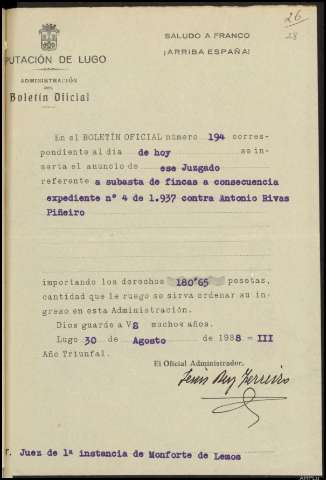 26
28
SALUDO A FRANCO
¡ARRIBA ESPAÑA!
PUTACIÓN DE LUGO
ADMINISTRACIÓN
DEL
Boletín Oficial
En el BOLETÍN OFICIAL número 194 corres-
pondiente al día de hoy se in-
serta el anuncio de ese Juzgado
referente a subasta de fincas a consecuencia
expediente nº 4 de 1.937 contra Antonio Rivas
Piñeiro
importando los derechos 180'65 pesetas,
cantidad que le ruego se sirva ordenar su in-
greso en esta Administración.
Dios guarde a VS muchos años.
Lugo 30 de Agosto de 1938 - III
Año Triunfal.
El Oficial Administrador,
r. Juez de 1ª instancia de Monforte de Lemos